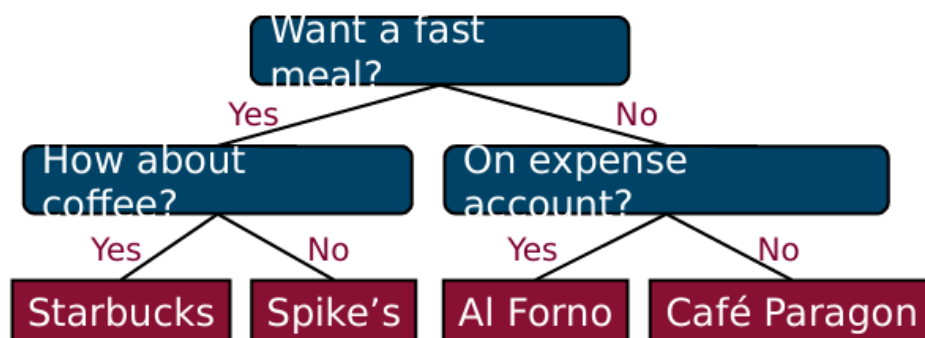 Want a fast
meal?
Yes
No
How about
coffee?
On expense
account?
Yes
No
Yes
No
Starbucks
Spike’s
Al Forno
Café Paragon